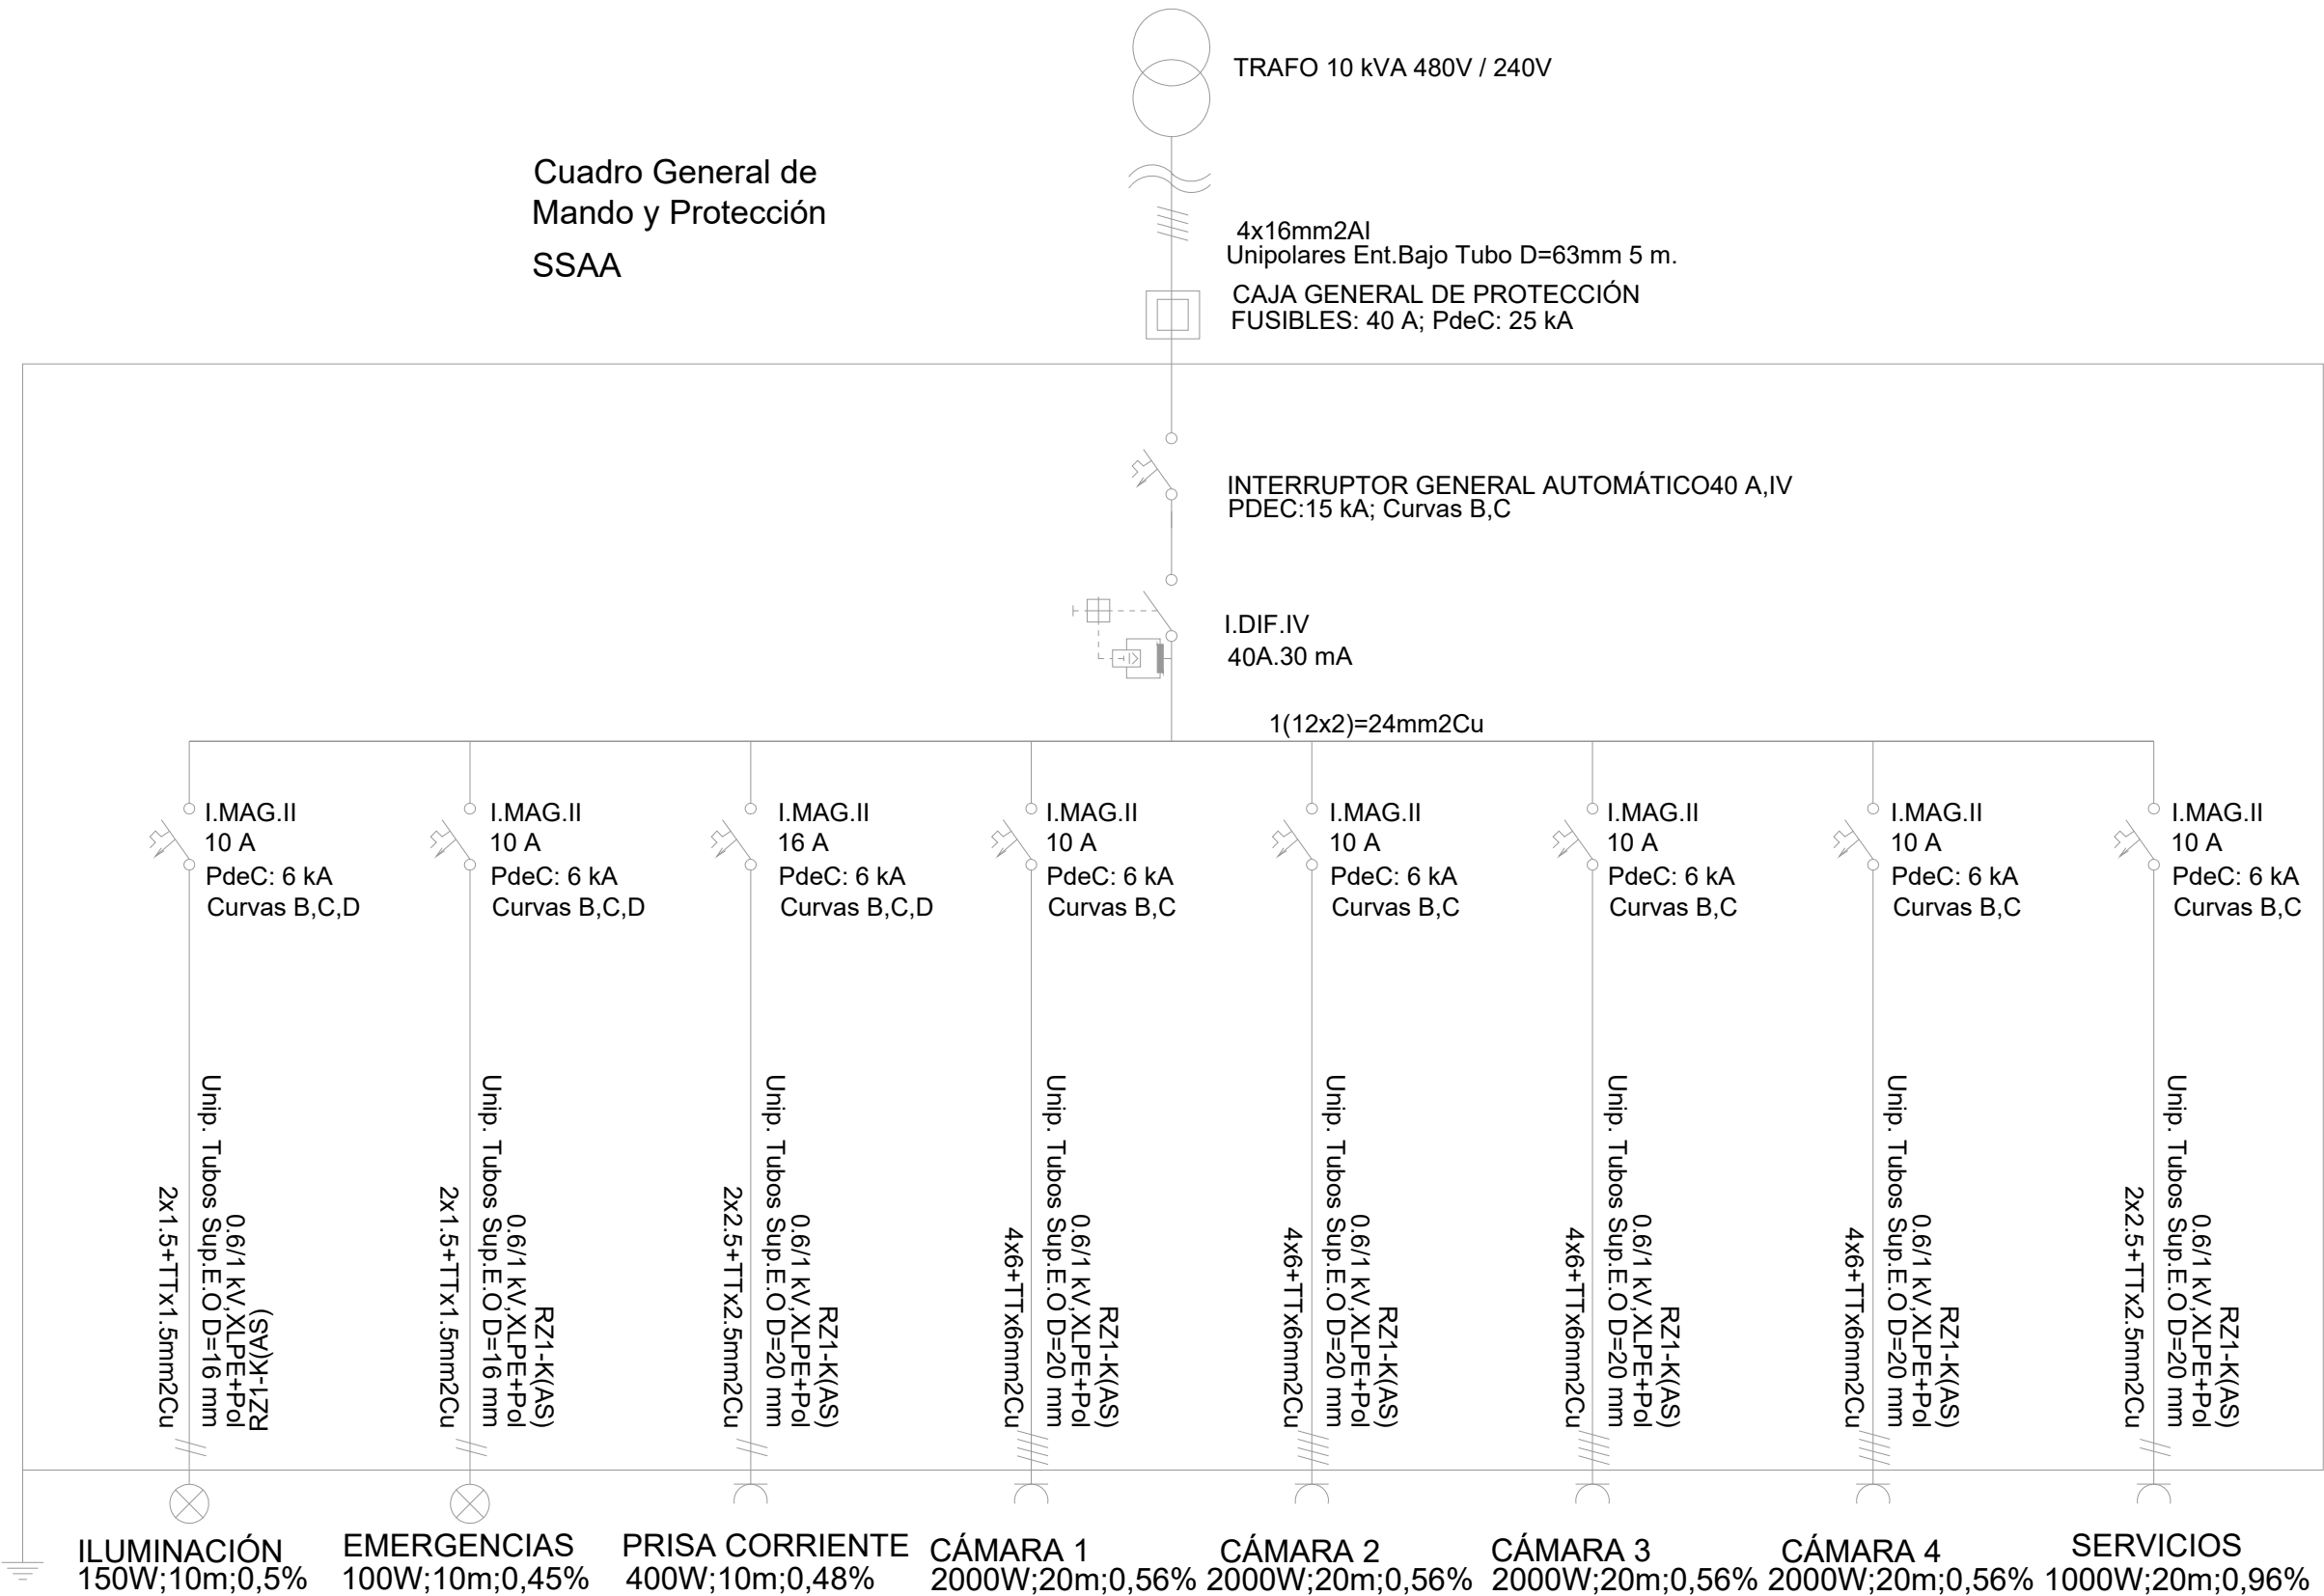 TRAFO 10 kVA 480V / 240V
Cuadro General de
Mando y Protección
SSAA
4x16mm2Al
Unipolares Ent.Bajo Tubo D=63mm 5 m.
CAJA GENERAL DE PROTECCIÓN
FUSIBLES: 40 A; PdeC: 25 kA
INTERRUPTOR GENERAL AUTOMÁTICO40 A,IV
PDEC:15 kA; Curvas B,C
I.DIF.IV
40A.30 mA
1(12x2)=24mm2Cu
I.MAG.II
10 A
PdeC: 6 kA
Curvas B,C,D
I.MAG.II
10 A
PdeC: 6 kA
Curvas B,C,D
I.MAG.II
16 A
PdeC: 6 kA
Curvas B,C,D
I.MAG.II
10 A
PdeC: 6 kA
Curvas B,C
I.MAG.II
10 A
PdeC: 6 kA
Curvas B,C
I.MAG.II
10 A
PdeC: 6 kA
Curvas B,C
I.MAG.II
10 A
PdeC: 6 kA
Curvas B,C
I.MAG.II
10 A
PdeC: 6 kA
Curvas B,C
RZ1-K(AS)
0.6/1 kV,XLPE+Pol
Unip. Tubos Sup.E.O D=16 mm
2x1.5+TTx1.5mm2Cu
RZ1-K(AS)
0.6/1 kV,XLPE+Pol
Unip. Tubos Sup.E.O D=16 mm
2x1.5+TTx1.5mm2Cu
RZ1-K(AS)
0.6/1 kV,XLPE+Pol
Unip. Tubos Sup.E.O D=20 mm
2x2.5+TTx2.5mm2Cu
RZ1-K(AS)
0.6/1 kV,XLPE+Pol
Unip. Tubos Sup.E.O D=20 mm
4x6+TTx6mm2Cu
RZ1-K(AS)
0.6/1 kV,XLPE+Pol
Unip. Tubos Sup.E.O D=20 mm
4x6+TTx6mm2Cu
RZ1-K(AS)
0.6/1 kV,XLPE+Pol
Unip. Tubos Sup.E.O D=20 mm
4x6+TTx6mm2Cu
RZ1-K(AS)
0.6/1 kV,XLPE+Pol
Unip. Tubos Sup.E.O D=20 mm
4x6+TTx6mm2Cu
RZ1-K(AS)
0.6/1 kV,XLPE+Pol
Unip. Tubos Sup.E.O D=20 mm
2x2.5+TTx2.5mm2Cu
ILUMINACIÓN
150W;10m;0,5%
EMERGENCIAS
100W;10m;0,45%
PRISA CORRIENTE
400W;10m;0,48%
CÁMARA 1
2000W;20m;0,56%
CÁMARA 2
2000W;20m;0,56%
CÁMARA 3
2000W;20m;0,56%
CÁMARA 4
2000W;20m;0,56%
SERVICIOS
1000W;20m;0,96%